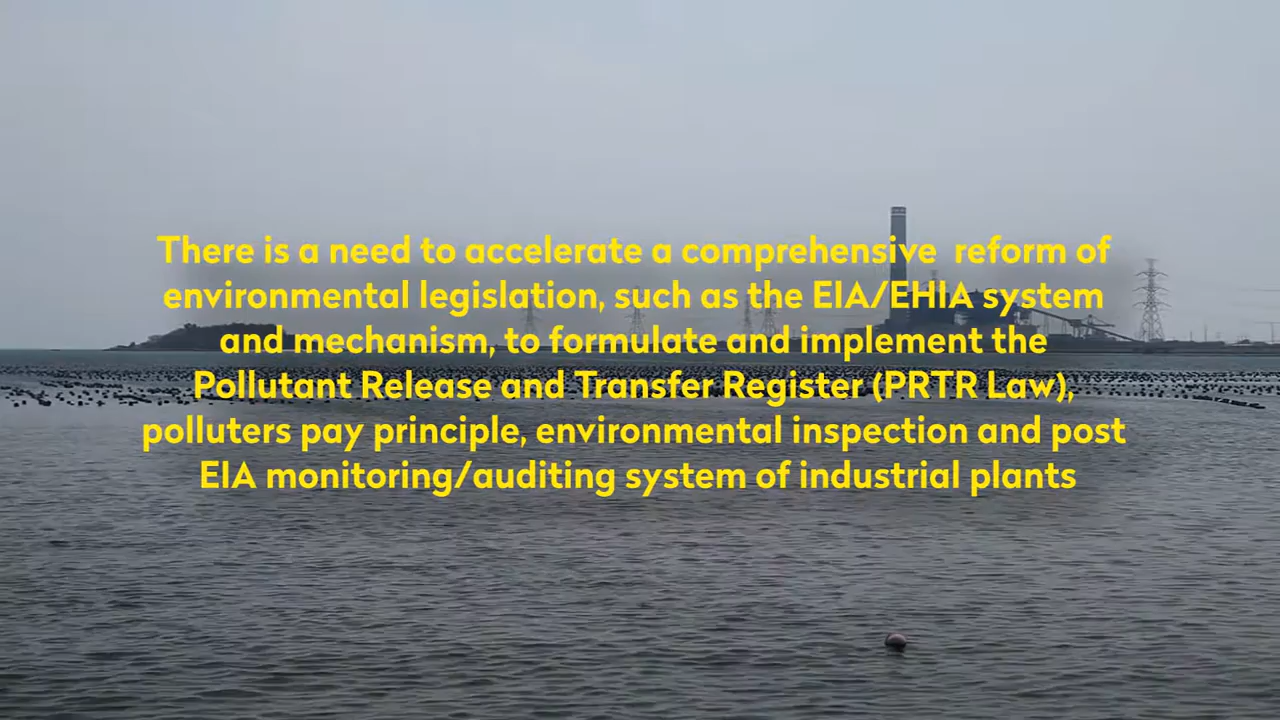 There is a need to accelerate a comprehensive  reform of
environmental legislation, such as the EIA/EHIA system
and mechanism, to formulate and implement the
Pollutant Release and Transfer Register (PRTR Law),
polluters pay principle, environmental inspection and post
EIA monitoring/auditing system of industrial plants